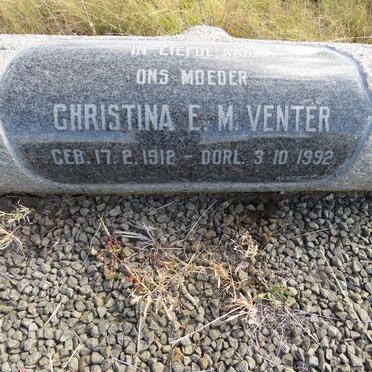 IN LIEFDE AAN
ONS MOEDER
CHRISTINA E. M. VENTER
GEB. 17. 2. 1912 - OORL. 3. 10. 1992.